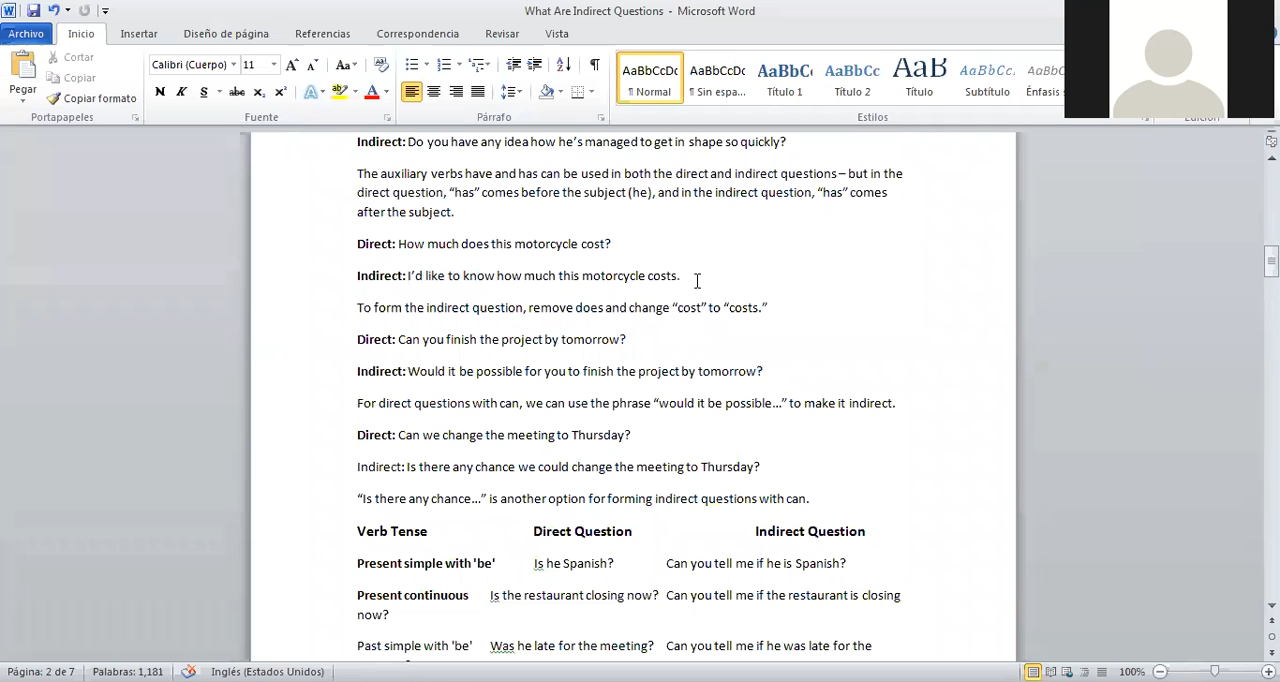 What Are Indirect Questions - Microsoft Word
Archivo Inicio Insertar Diseño de página Referencias Correspondencia Revisar Vista
Pegar
Cortar
Copiar
Copiar formato
Portapapeles
Calibri (Cuerpo) 11 Aa
N K S abc x₂ x² A ab A
Fuente
Párrafo
AaBbCcDc AaBbCcDc AaBbC AaBbCc AaB AaBbCc.
¶ Normal ¶ Sin espa... Título 1 Título 2 Título Subtítulo Énfasis
Estilos
Indirect: Do you have any idea how he's managed to get in shape so quickly?
The auxiliary verbs have and has can be used in both the direct and indirect questions – but in the
direct question, “has” comes before the subject (he), and in the indirect question, “has” comes
after the subject.
Direct: How much does this motorcycle cost?
Indirect: I’d like to know how much this motorcycle costs.
To form the indirect question, remove does and change “cost” to “costs.”
Direct: Can you finish the project by tomorrow?
Indirect: Would it be possible for you to finish the project by tomorrow?
For direct questions with can, we can use the phrase “would it be possible…” to make it indirect.
Direct: Can we change the meeting to Thursday?
Indirect: Is there any chance we could change the meeting to Thursday?
“Is there any chance…” is another option for forming indirect questions with can.
Verb Tense Direct Question Indirect Question
Present simple with 'be' Is he Spanish? Can you tell me if he is Spanish?
Present continuous Is the restaurant closing now? Can you tell me if the restaurant is closing
now?
Past simple with 'be' Was he late for the meeting? Can you tell me if he was late for the
Página: 2 de 7 Palabras: 1,181 Inglés (Estados Unidos) 100%